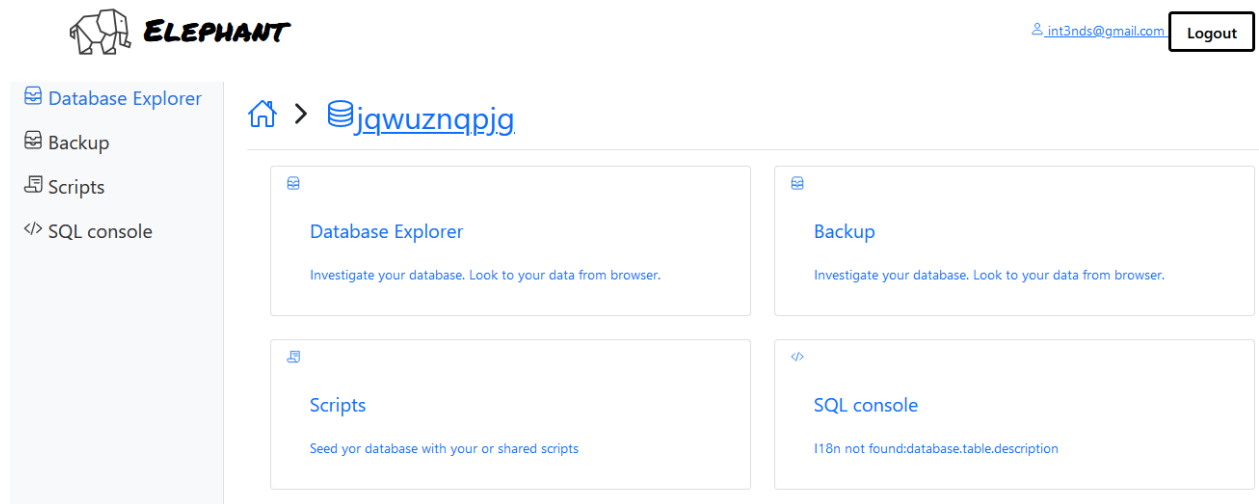 ELEPHANT
int3nds@gmail.com
Logout
Database Explorer
Backup
Scripts
SQL console
jqwuznqpjg
Database Explorer
Investigate your database. Look to your data from browser.
Backup
Investigate your database. Look to your data from browser.
Scripts
Seed yor database with your or shared scripts
SQL console
I18n not found:database.table.description